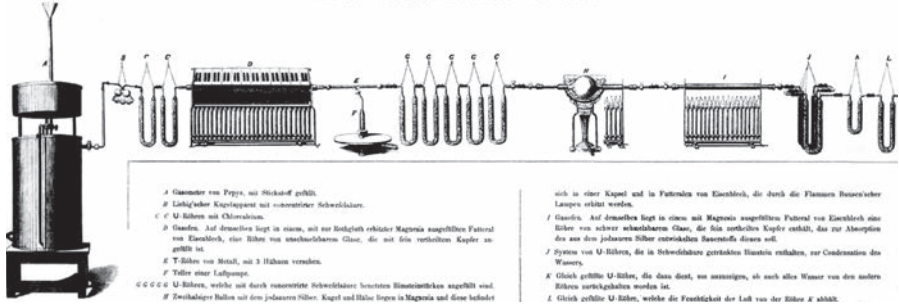 A
B
C C
D
E
F
G G G G G
H
I
J
K
L
A Gasometer von Pepys, mit Stickstoff gefüllt.
B Liebig'scher Kugelapparat mit concentrirter Schwefelsäure.
C C U-Röhren mit Chlorcalcium.
D Gasofen. Auf demselben liegt in einem, mit zur Rothgluth erhitzter Magnesia ausgefüllten Futteral
von Eisenblech, eine Röhre von unschmelzbarem Glase, die mit fein zertheiltem Kupfer an-
gefüllt ist.
E T-Röhre von Metall, mit 3 Hähnen versehen.
F Teller einer Luftpumpe.
G G G G G U-Röhren, welche mit durch concentrirte Schwefelsäure benetzten Bimssteinstücken angefüllt sind.
H Zweihalsiger Ballon mit dem jodsauren Silber. Kugel und Hälse liegen in Magnesia und diese befindet
sich in einer Kapsel und in Futteralen von Eisenblech, die durch die Flammen Bunsen'scher
Lampen erhitzt werden.
I Gasofen. Auf demselben liegt in einem mit Magnesia ausgefülltem Futteral von Eisenblech eine
Röhre von schwer schmelzbarem Glase, die fein zertheiltes Kupfer enthält, das zur Absorption
des aus dem jodsauren Silber entwickelten Sauerstoffs dienen soll.
J System von U-Röhren, die in Schwefelsäure getränkten Bimstein enthalten, zur Condensation des
Wassers.
K Gleich gefüllte U-Röhre, die dazu dient, um anzuzeigen, ob auch alles Wasser von den andern
Röhren zurückgehalten worden ist.
L Gleich gefüllte U-Röhre, welche die Feuchtigkeit der Luft von der Röhre K abhält.